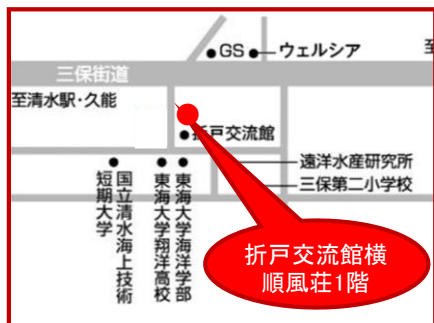 GS
ウェルシア
至
三保街道
至清水駅・久能
折戸交流館
遠洋水産研究所
三保第二小学校
東海大学海洋学部
東海大学翔洋高校
国立清水海上技術
短期大学
折戸交流館横
順風荘1階